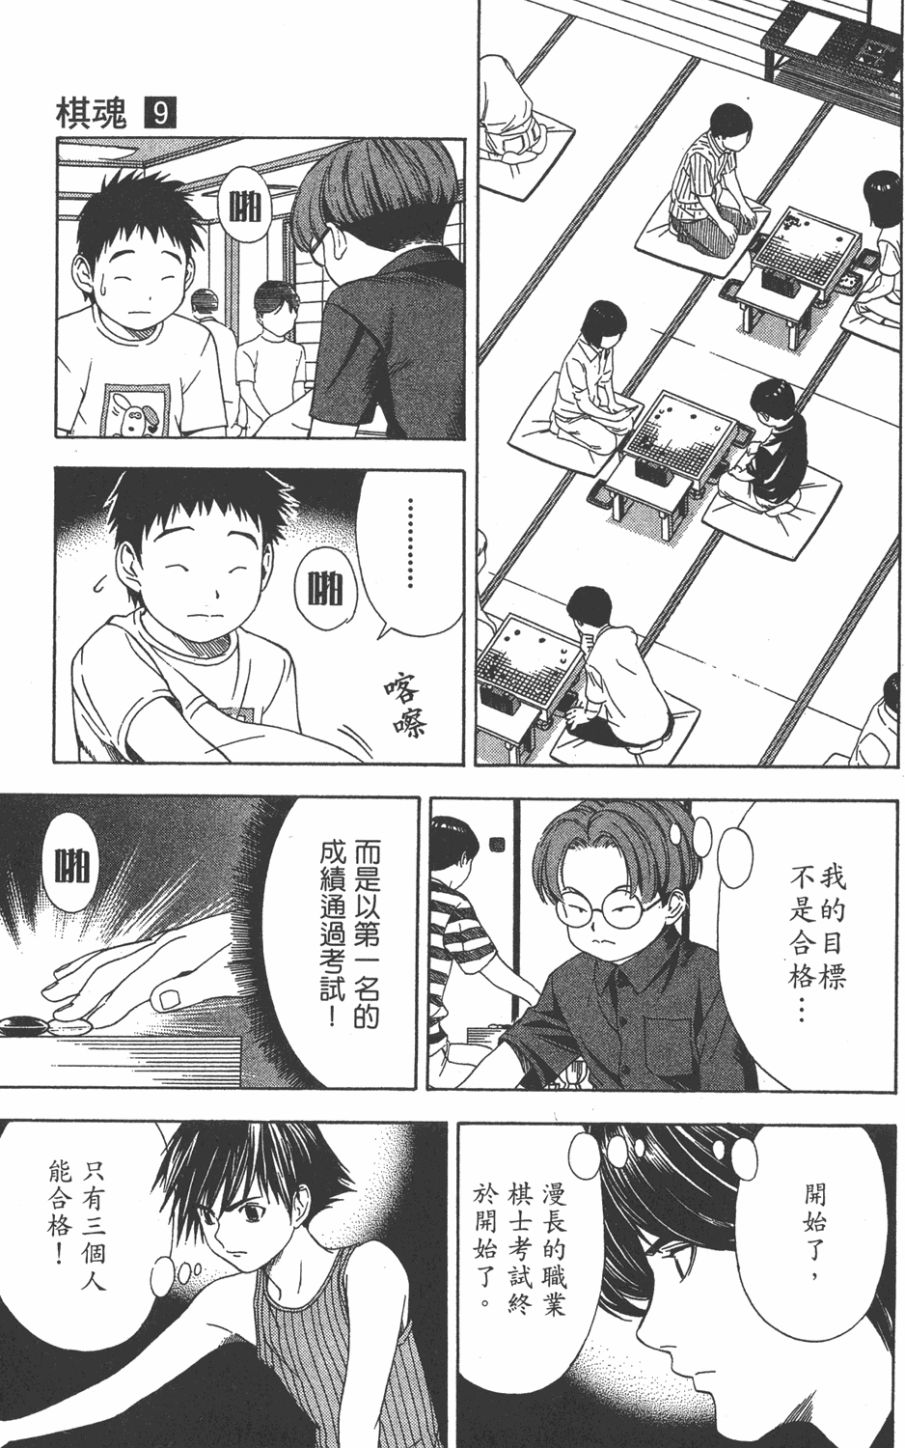 棋魂 9
啪
………
啪
喀嚓
我的目標
不是合格…
而是以第一名的
成績通過考試！
啪
開始了，
漫長的職業
棋士考試終
於開始了。
只有三個人
能合格！